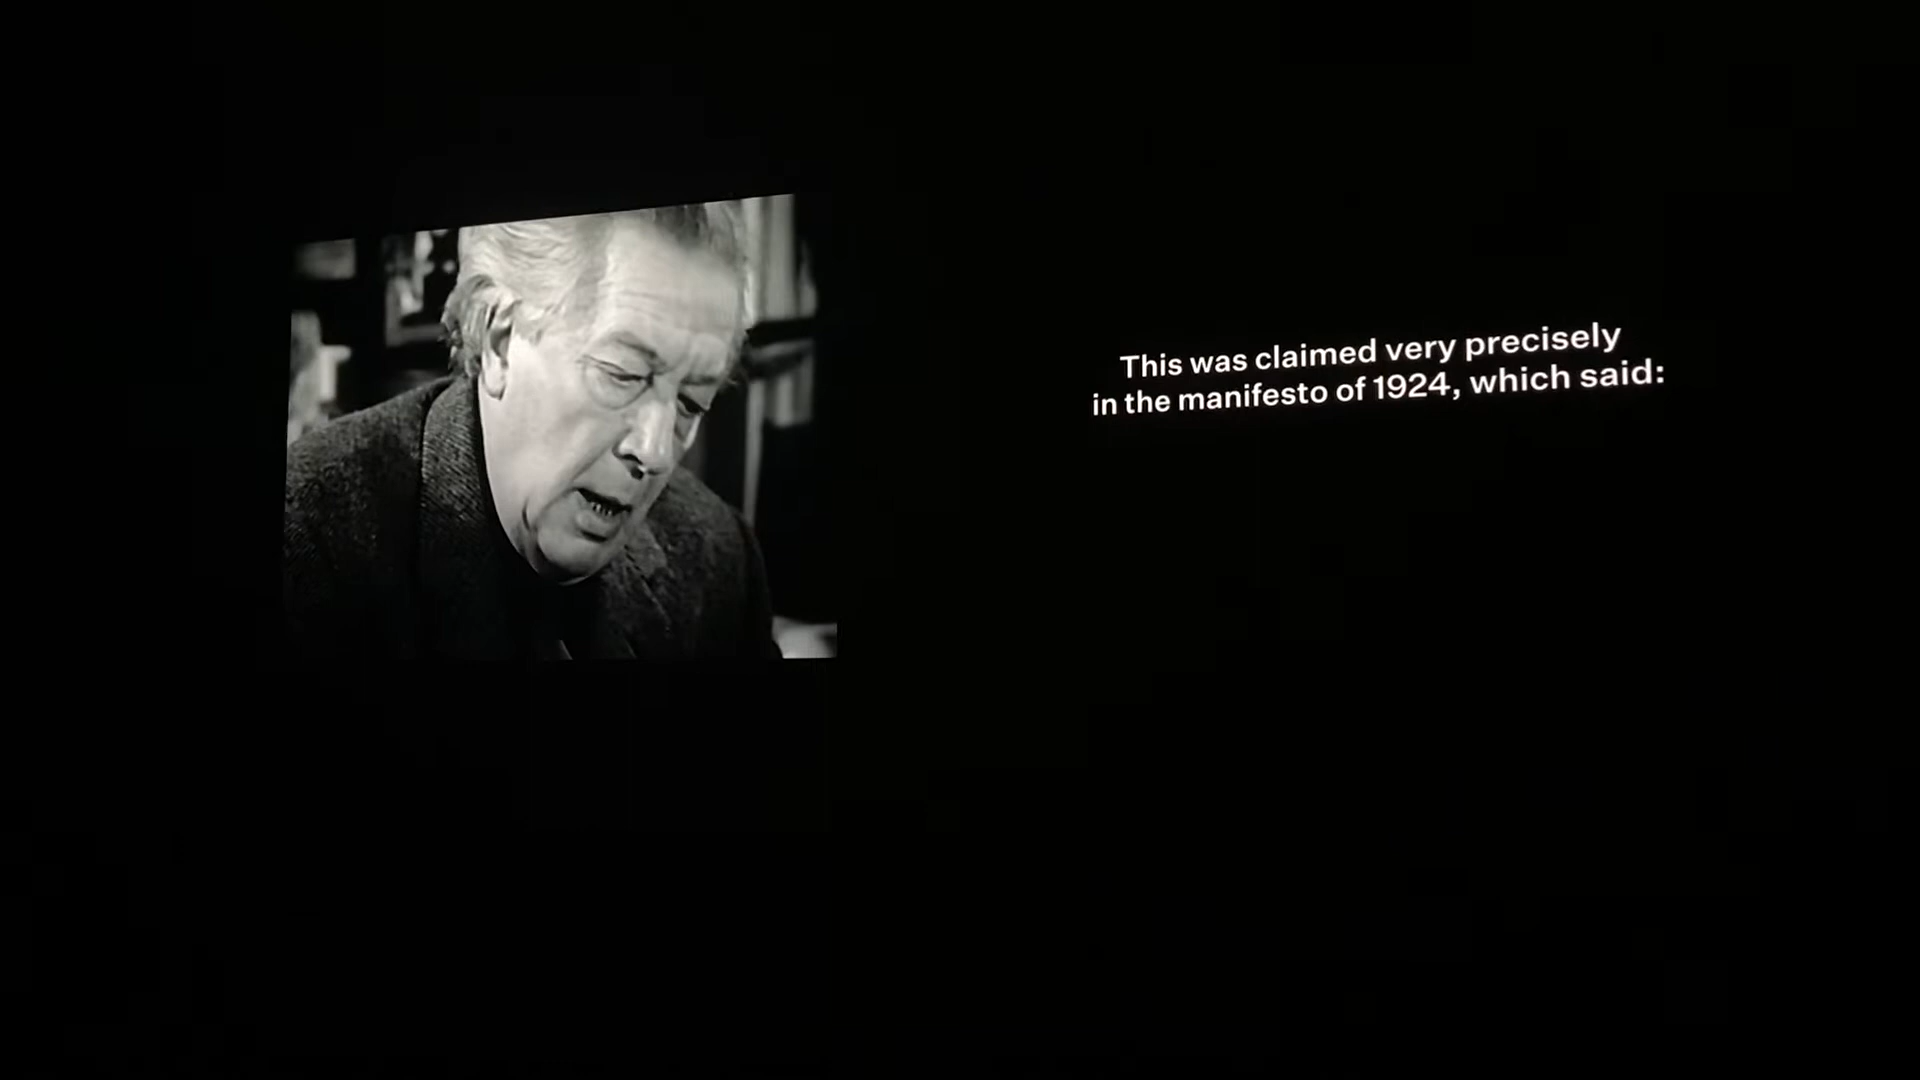 This was claimed very precisely
in the manifesto of 1924, which said: